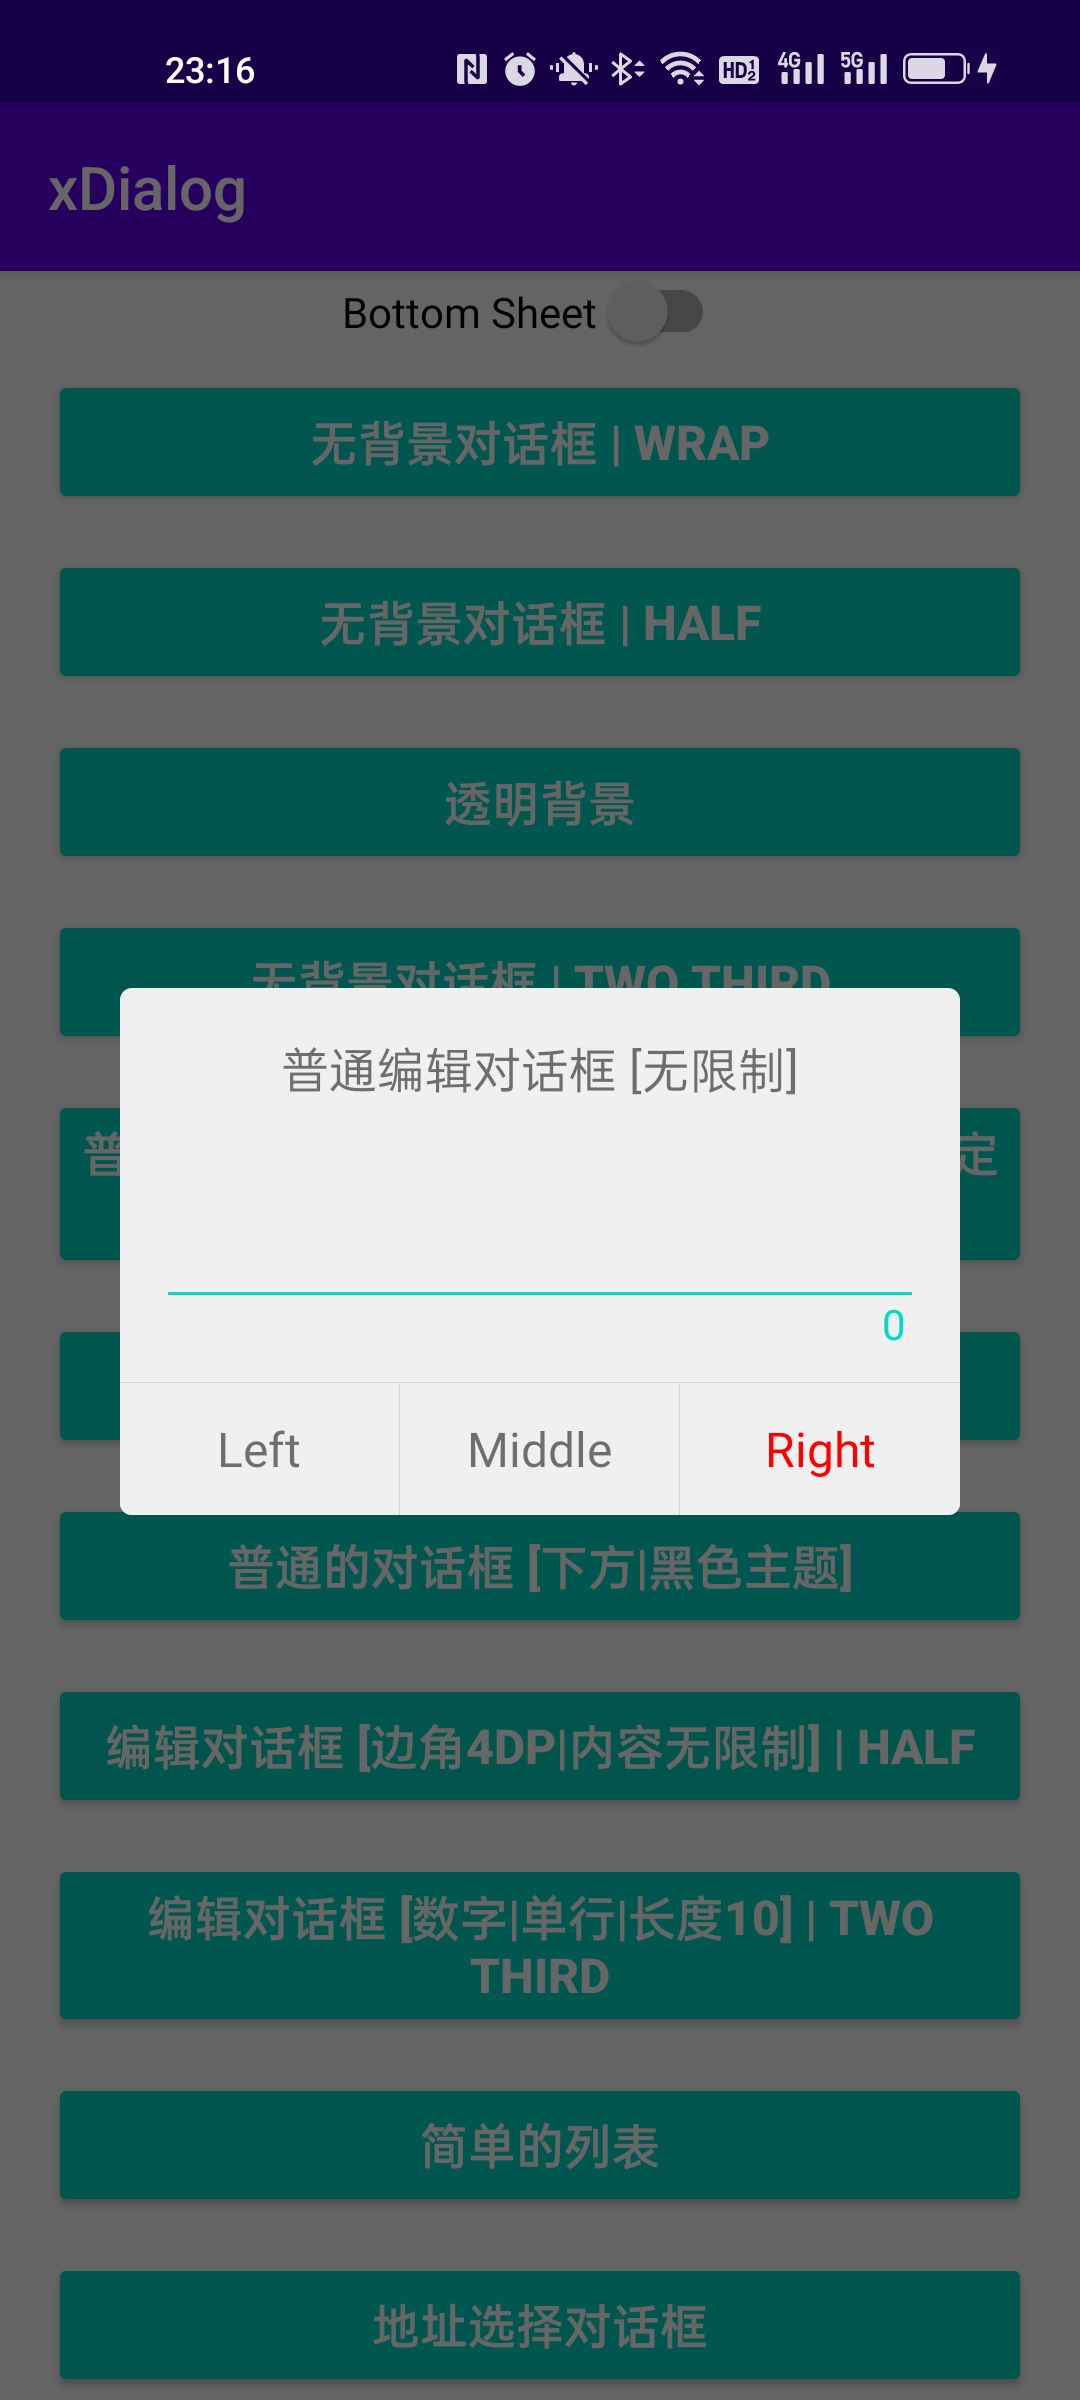 23:16
HD 1 2 4G 5G
xDialog
Bottom Sheet
无背景对话框 | WRAP
无背景对话框 | HALF
透明背景
无背景对话框 | TWO THIRD
普通编辑对话框 [无限制]
普
定
0
Left
Middle
Right
普通的对话框 [下方|黑色主题]
编辑对话框 [边角4DP|内容无限制] | HALF
编辑对话框 [数字|单行|长度10] | TWO
THIRD
简单的列表
地址选择对话框